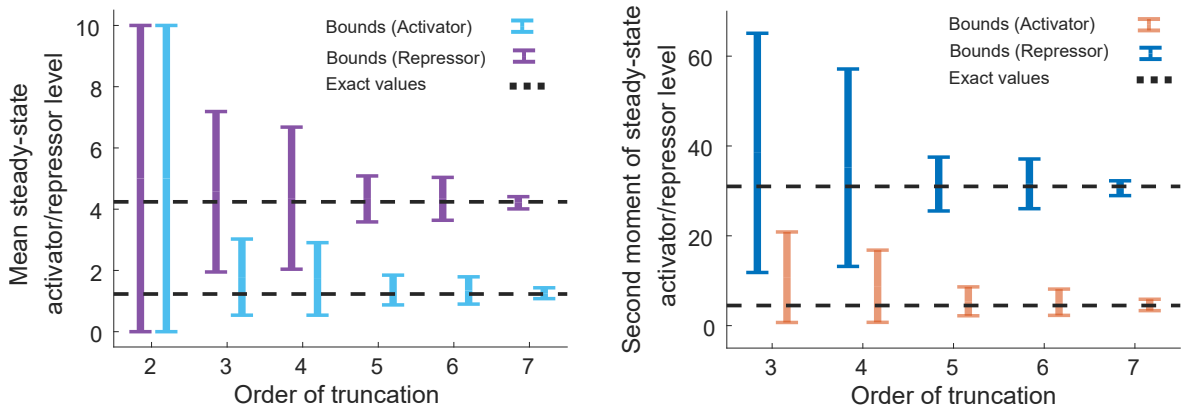 Mean steady-state
activator/repressor level
10
8
6
4
2
0
2 3 4 5 6 7
Order of truncation
Bounds (Activator)
Bounds (Repressor)
Exact values
Second moment of steady-state
activator/repressor level
60
40
20
0
3 4 5 6 7
Order of truncation
Bounds (Activator)
Bounds (Repressor)
Exact values